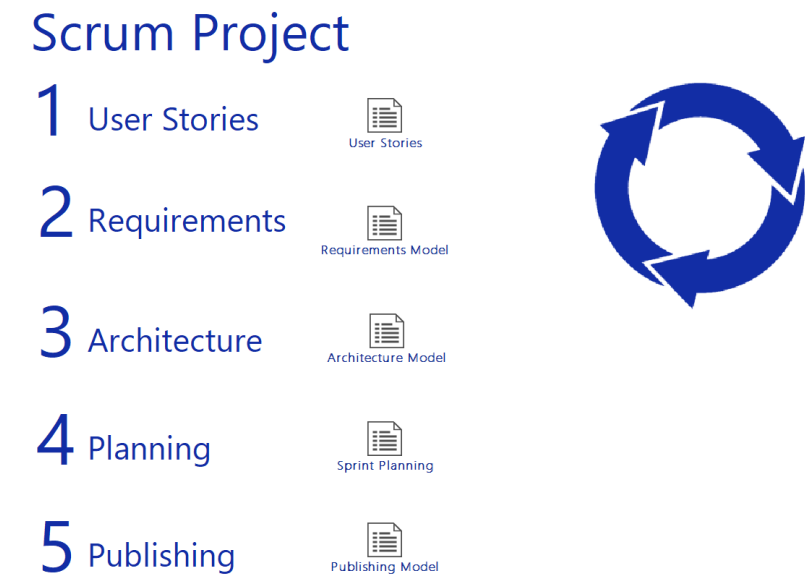 Scrum Project
1 User Stories
User Stories
2 Requirements
Requirements Model
3 Architecture
Architecture Model
4 Planning
Sprint Planning
5 Publishing
Publishing Model